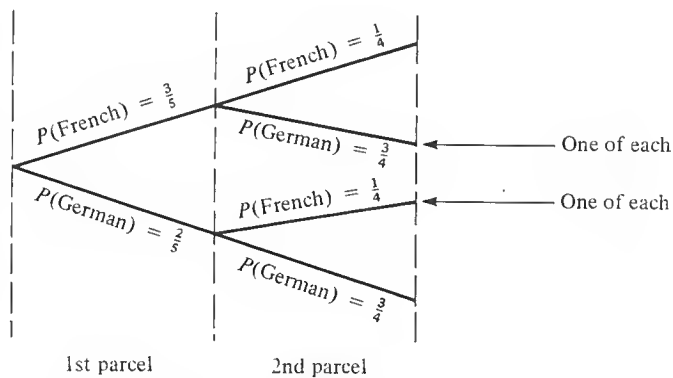 P(French) = 1/4
P(French) = 3/5
P(German) = 3/4
One of each
P(French) = 1/4
One of each
P(German) = 2/5
P(German) = 3/4
1st parcel
2nd parcel